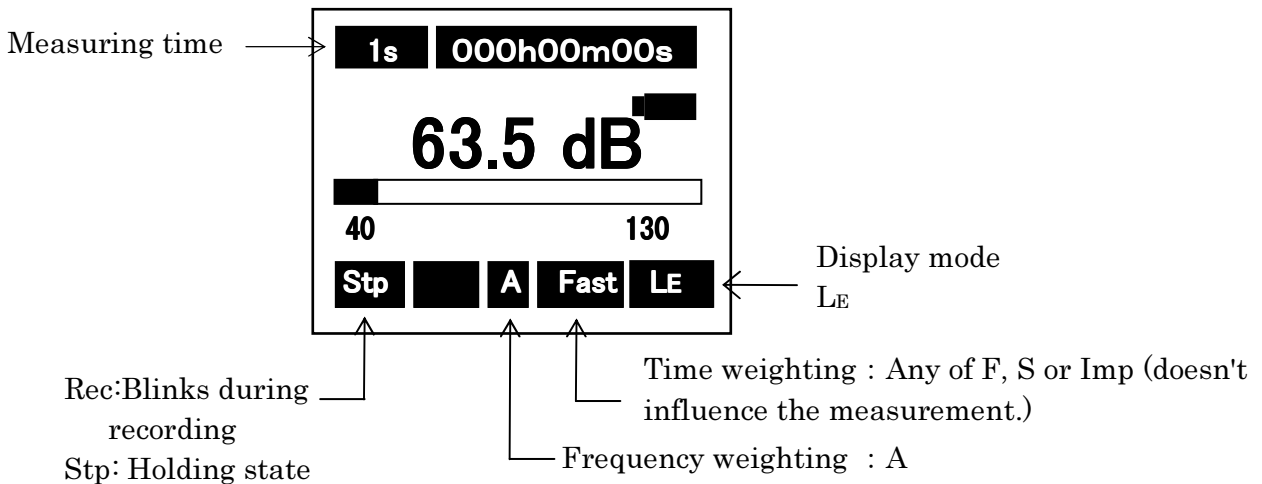 Measuring time
1s 000h00m00s
63.5 dB
40 130
Stp A Fast LE
Display mode
LE
Time weighting : Any of F, S or Imp (doesn't
influence the measurement.)
Rec:Blinks during
recording
Stp: Holding state
Frequency weighting : A